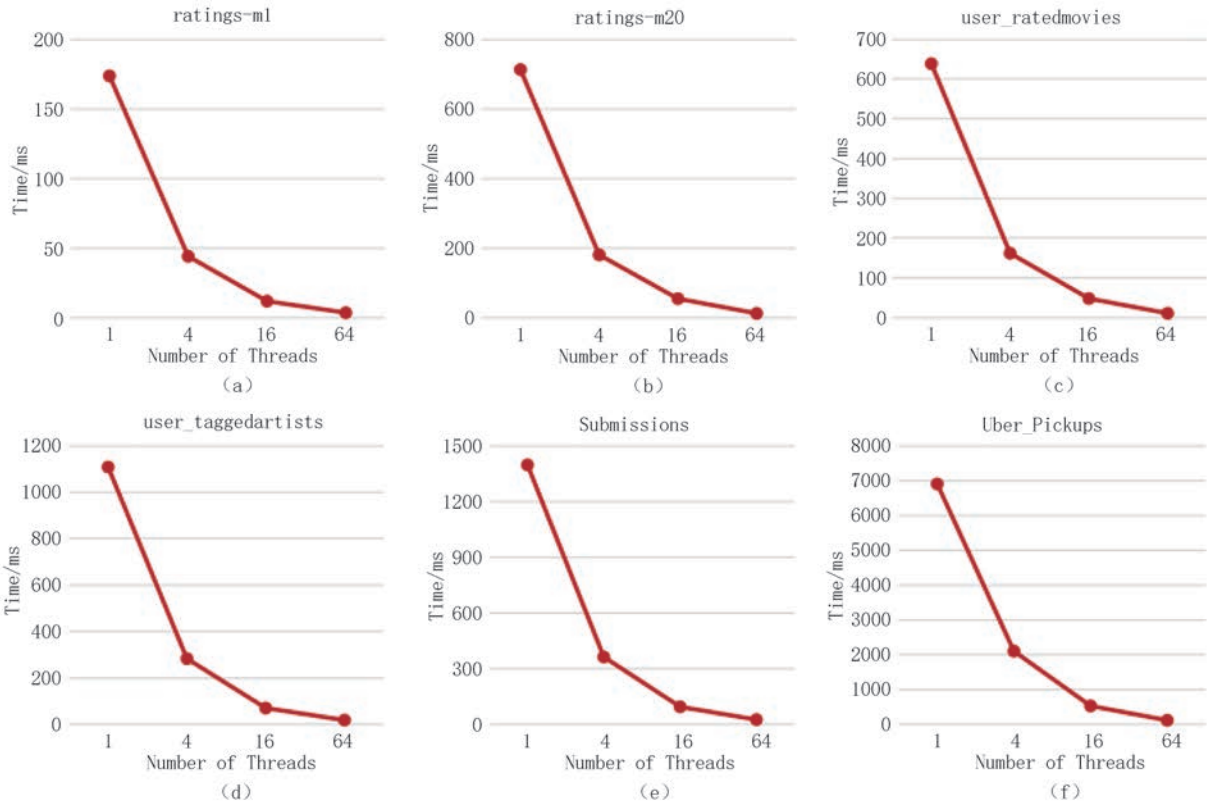 ratings-m1
200
150
100
50
0
Time/ms
1 4 16 64
Number of Threads
(a)
ratings-m20
800
600
400
200
0
Time/ms
1 4 16 64
Number of Threads
(b)
user_ratedmovies
700
600
500
400
300
200
100
0
Time/ms
1 4 16 64
Number of Threads
(c)
user_taggedartists
1200
1000
800
600
400
200
0
Time/ms
1 4 16 64
Number of Threads
(d)
Submissions
1500
1200
900
600
300
0
Time/ms
1 4 16 64
Number of Threads
(e)
Uber_Pickups
8000
7000
6000
5000
4000
3000
2000
1000
0
Time/ms
1 4 16 64
Number of Threads
(f)